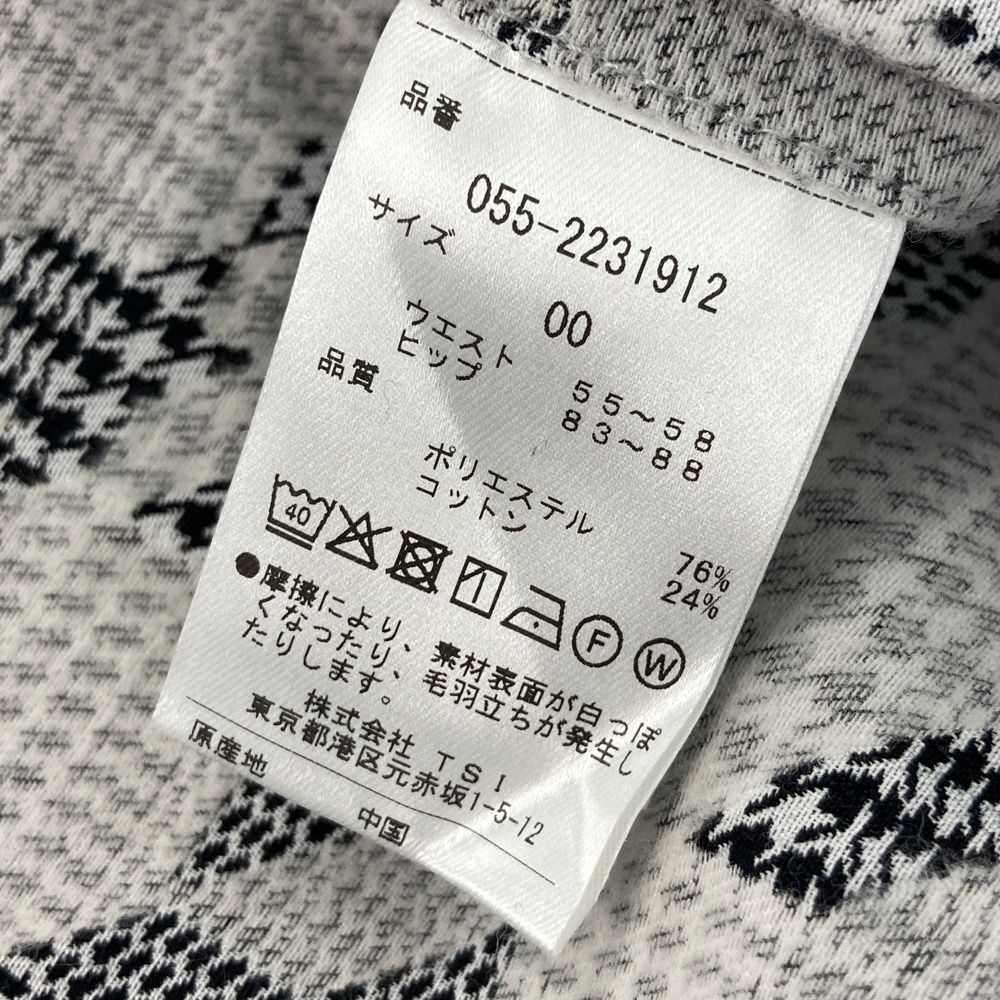 品番
055-2231912
サイズ
00
ウエスト 55～58
ヒップ 83～88
品質
ポリエステル 76%
コットン 24%
40
F W
●摩擦により、素材表面が白っぽ
くなったり、毛羽立ちが発生し
たりします。
株式会社 TSI
東京都港区元赤坂1-5-12
原産地
中国